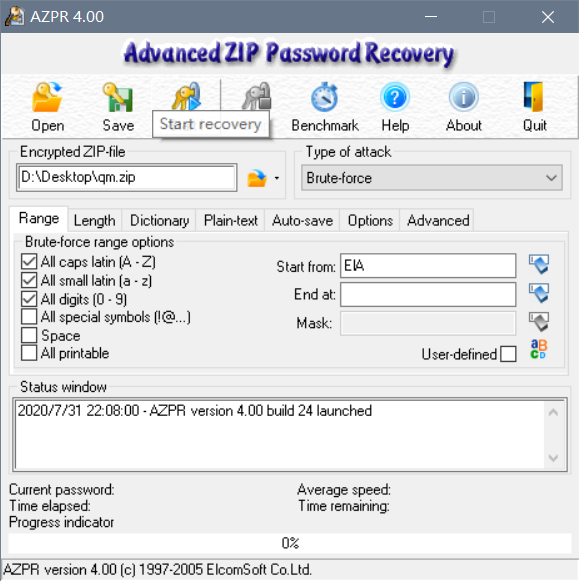 AZPR 4.00
Advanced ZIP Password Recovery
Open Save Benchmark Help About Quit
Start recovery
Encrypted ZIP-file
D:\Desktop\qm.zip
Type of attack
Brute-force
Range Length Dictionary Plain-text Auto-save Options Advanced
Brute-force range options
All caps latin (A - Z)
All small latin (a - z)
All digits (0 - 9)
All special symbols (!@...)
Space
All printable
Start from: EIA
End at:
Mask:
User-defined
aBCD
Status window
2020/7/31 22:08:00 - AZPR version 4.00 build 24 launched
Current password: Average speed:
Time elapsed: Time remaining:
Progress indicator
0%
AZPR version 4.00 (c) 1997-2005 ElcomSoft Co.Ltd.